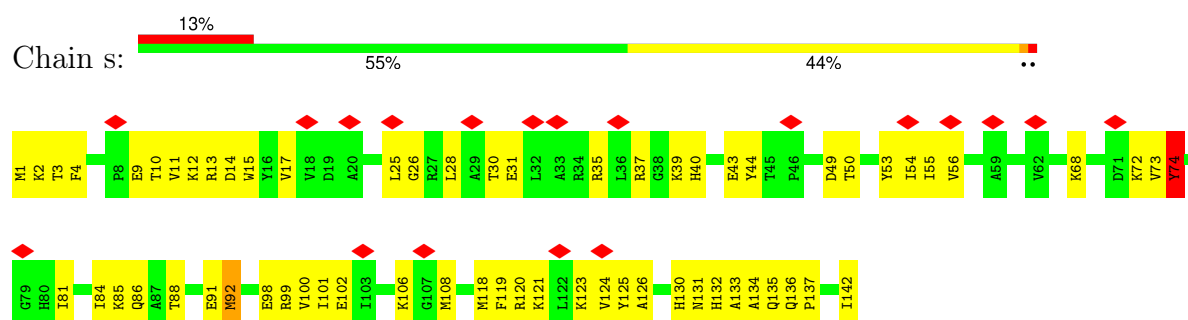 13%
Chain s:
55% 44% ••
M1 K2 T3 F4 P8 E9 T10 V11 K12 R13 D14 W15 Y16 V17 V18 D19 A20 L25 G26 R27 L28 A29 T30 E31 L32 A33 R34 R35 L36 R37 G38 K39 H40 E43 Y44 T45 P46 D49 T50 Y53 I54 I55 V56 A59 V62 K68 D71 K72 V73 Y74
G79 H80 I81 I84 K85 Q86 A87 T88 E91 M92 E98 R99 V100 I101 E102 I103 K106 G107 M108 M118 F119 R120 K121 L122 K123 V124 Y125 A126 H130 N131 H132 A133 A134 Q135 Q136 P137 I142